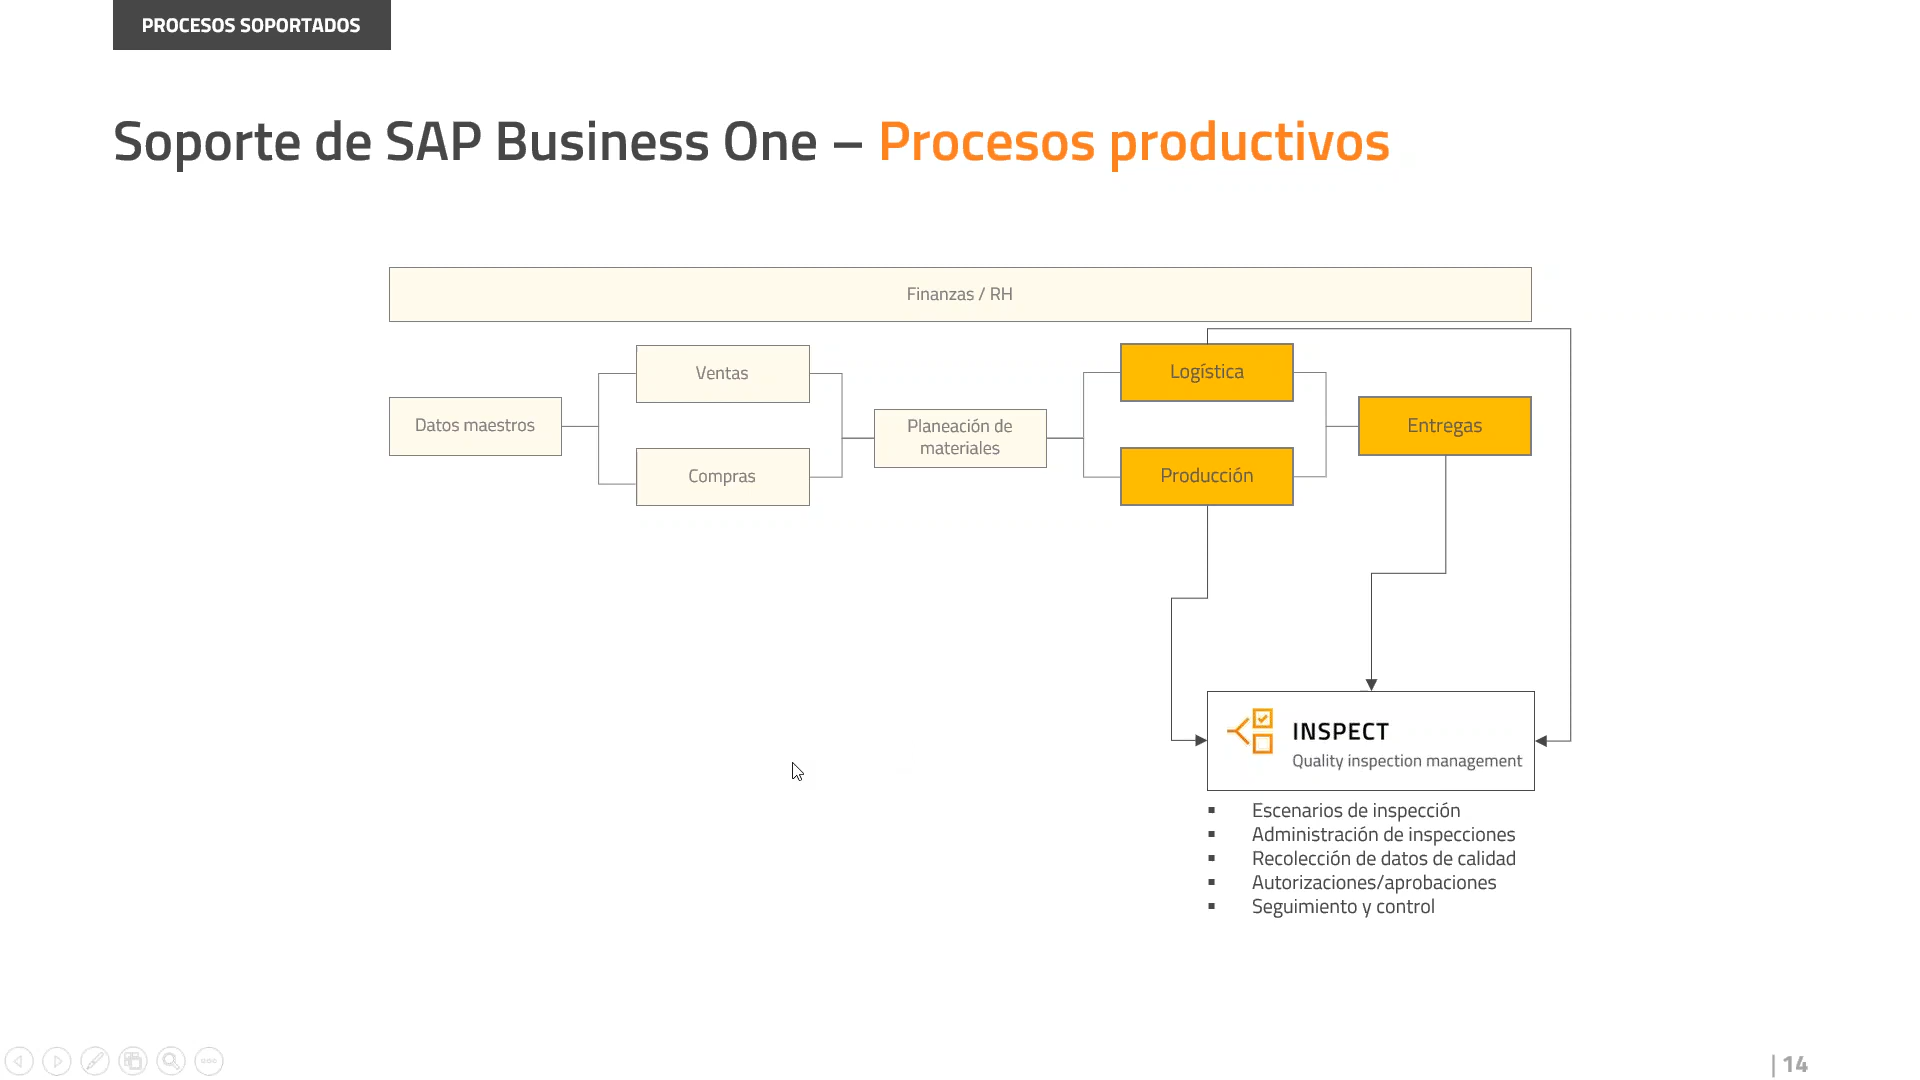 PROCESOS SOPORTADOS
Soporte de SAP Business One – Procesos productivos
Finanzas / RH
Ventas
Logística
Datos maestros
Planeación de
materiales
Entregas
Compras
Producción
INSPECT
Quality inspection management
▪ Escenarios de inspección
▪ Administración de inspecciones
▪ Recolección de datos de calidad
▪ Autorizaciones/aprobaciones
▪ Seguimiento y control
| 14